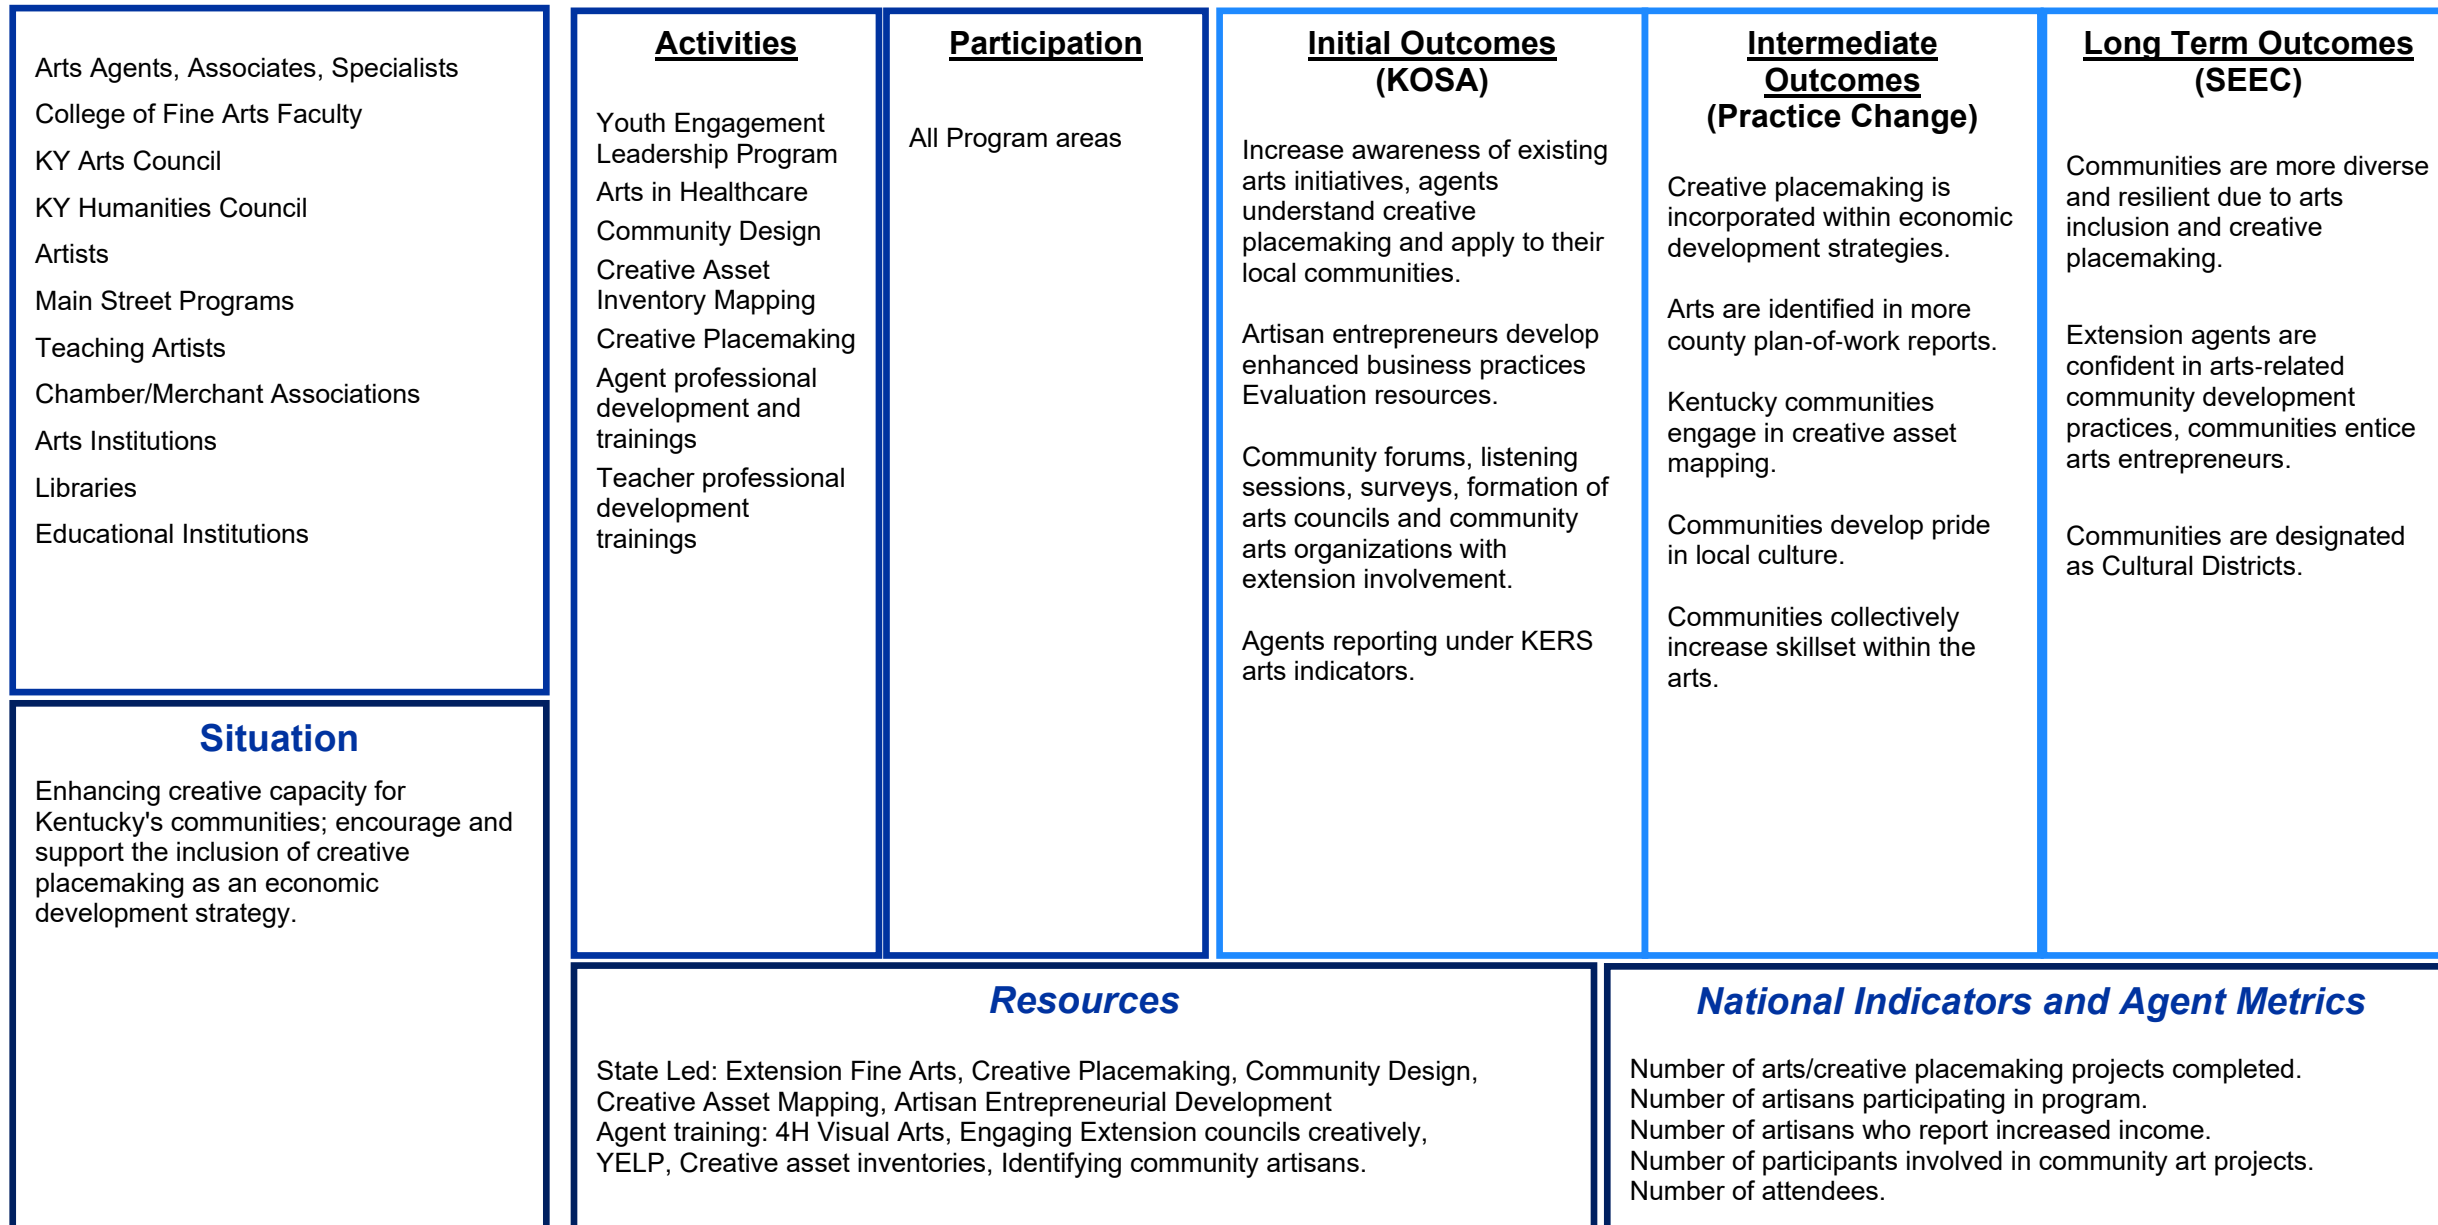 Arts Agents, Associates, Specialists
College of Fine Arts Faculty
KY Arts Council
KY Humanities Council
Artists
Main Street Programs
Teaching Artists
Chamber/Merchant Associations
Arts Institutions
Libraries
Educational Institutions
Situation
Enhancing creative capacity for
Kentucky's communities; encourage and
support the inclusion of creative
placemaking as an economic
development strategy.
Activities
Youth Engagement
Leadership Program
Arts in Healthcare
Community Design
Creative Asset
Inventory Mapping
Creative Placemaking
Agent professional
development and
trainings
Teacher professional
development
trainings
Participation
All Program areas
Initial Outcomes
(KOSA)
Increase awareness of existing
arts initiatives, agents
understand creative
placemaking and apply to their
local communities.
Artisan entrepreneurs develop
enhanced business practices
Evaluation resources.
Community forums, listening
sessions, surveys, formation of
arts councils and community
arts organizations with
extension involvement.
Agents reporting under KERS
arts indicators.
Intermediate
Outcomes
(Practice Change)
Creative placemaking is
incorporated within economic
development strategies.
Arts are identified in more
county plan-of-work reports.
Kentucky communities
engage in creative asset
mapping.
Communities develop pride
in local culture.
Communities collectively
increase skillset within the
arts.
Long Term Outcomes
(SEEC)
Communities are more diverse
and resilient due to arts
inclusion and creative
placemaking.
Extension agents are
confident in arts-related
community development
practices, communities entice
arts entrepreneurs.
Communities are designated
as Cultural Districts.
Resources
State Led: Extension Fine Arts, Creative Placemaking, Community Design,
Creative Asset Mapping, Artisan Entrepreneurial Development
Agent training: 4H Visual Arts, Engaging Extension councils creatively,
YELP, Creative asset inventories, Identifying community artisans.
National Indicators and Agent Metrics
Number of arts/creative placemaking projects completed.
Number of artisans participating in program.
Number of artisans who report increased income.
Number of participants involved in community art projects.
Number of attendees.